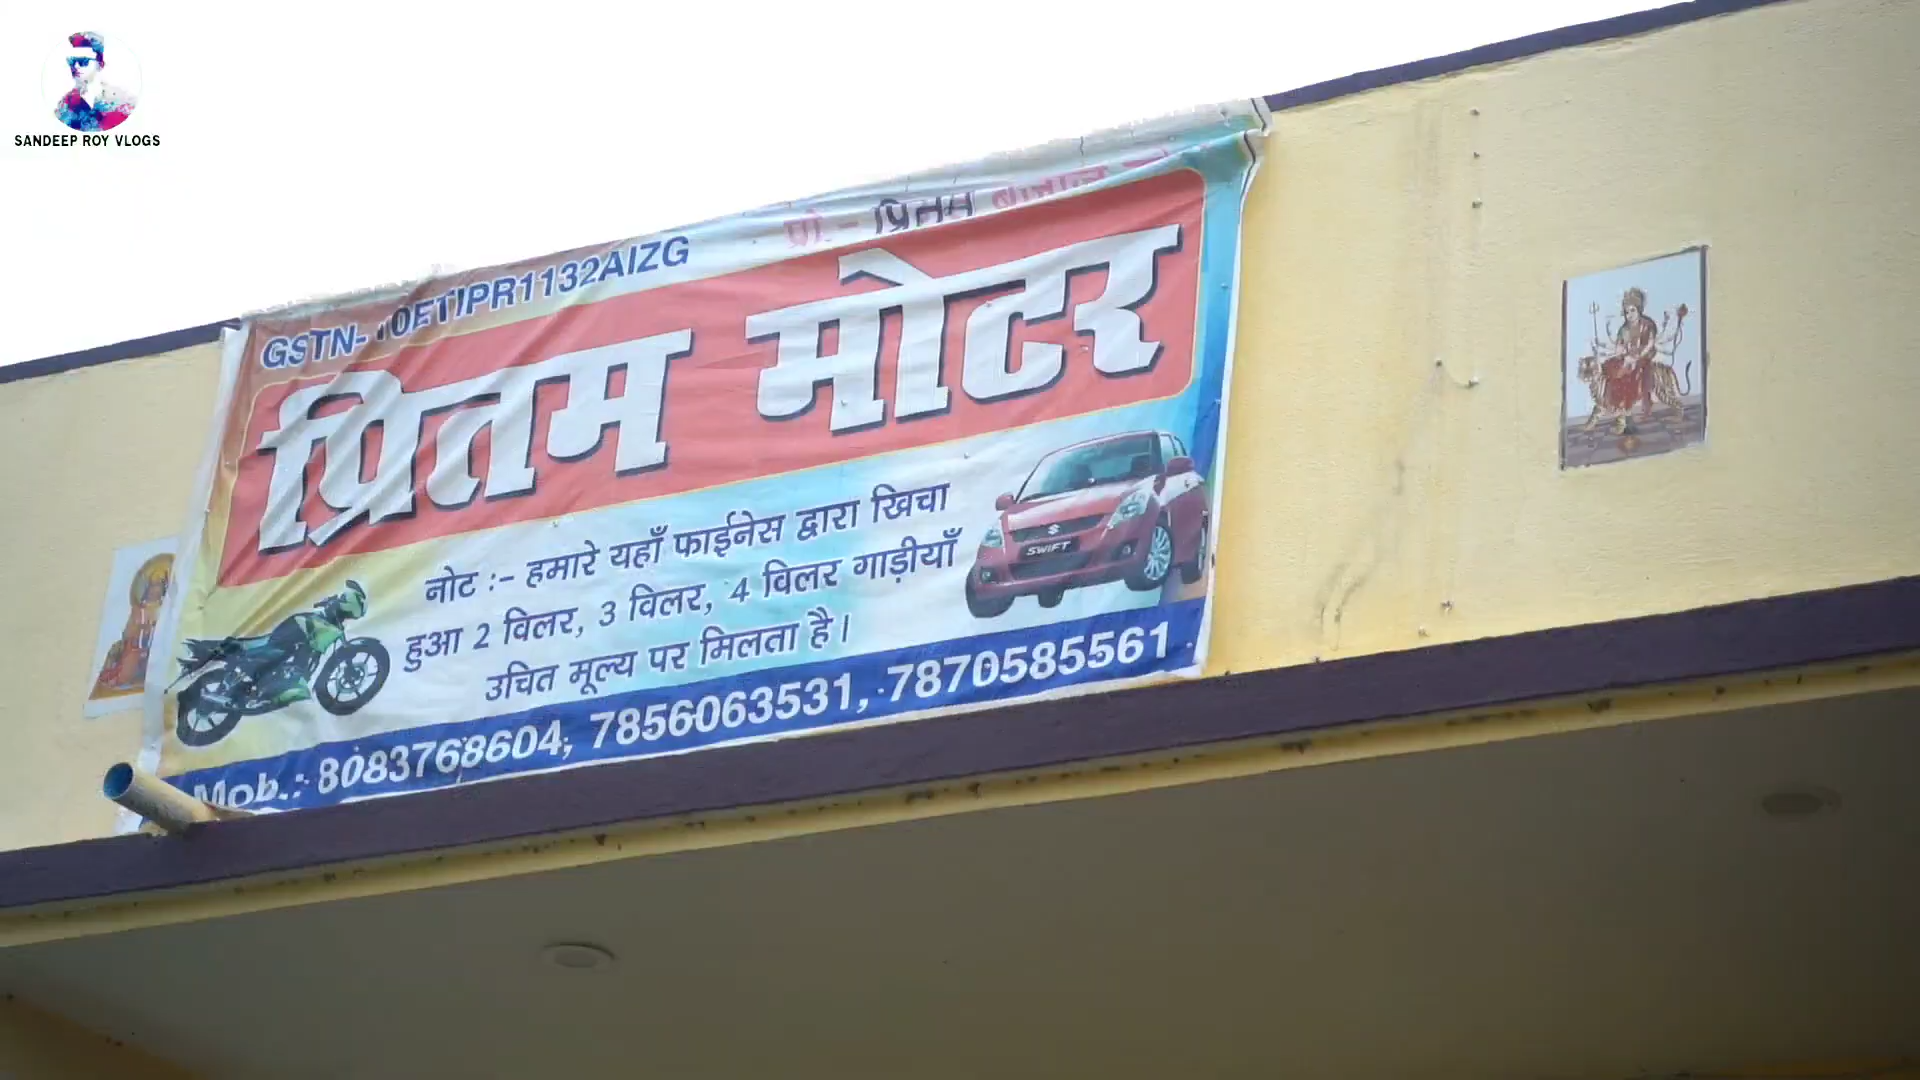 SANDEEP ROY VLOGS
GSTN- 10ETIPR1132AIZG
प्रो.- प्रितम
प्रितम मोटर
नोट :- हमारे यहाँ फाईनेस द्वारा खिचा
हुआ 2 विलर, 3 विलर, 4 विलर गाड़ीयाँ
उचित मूल्य पर मिलता है।
SWIFT
Mob.: 8083768604, 7856063531, 7870585561